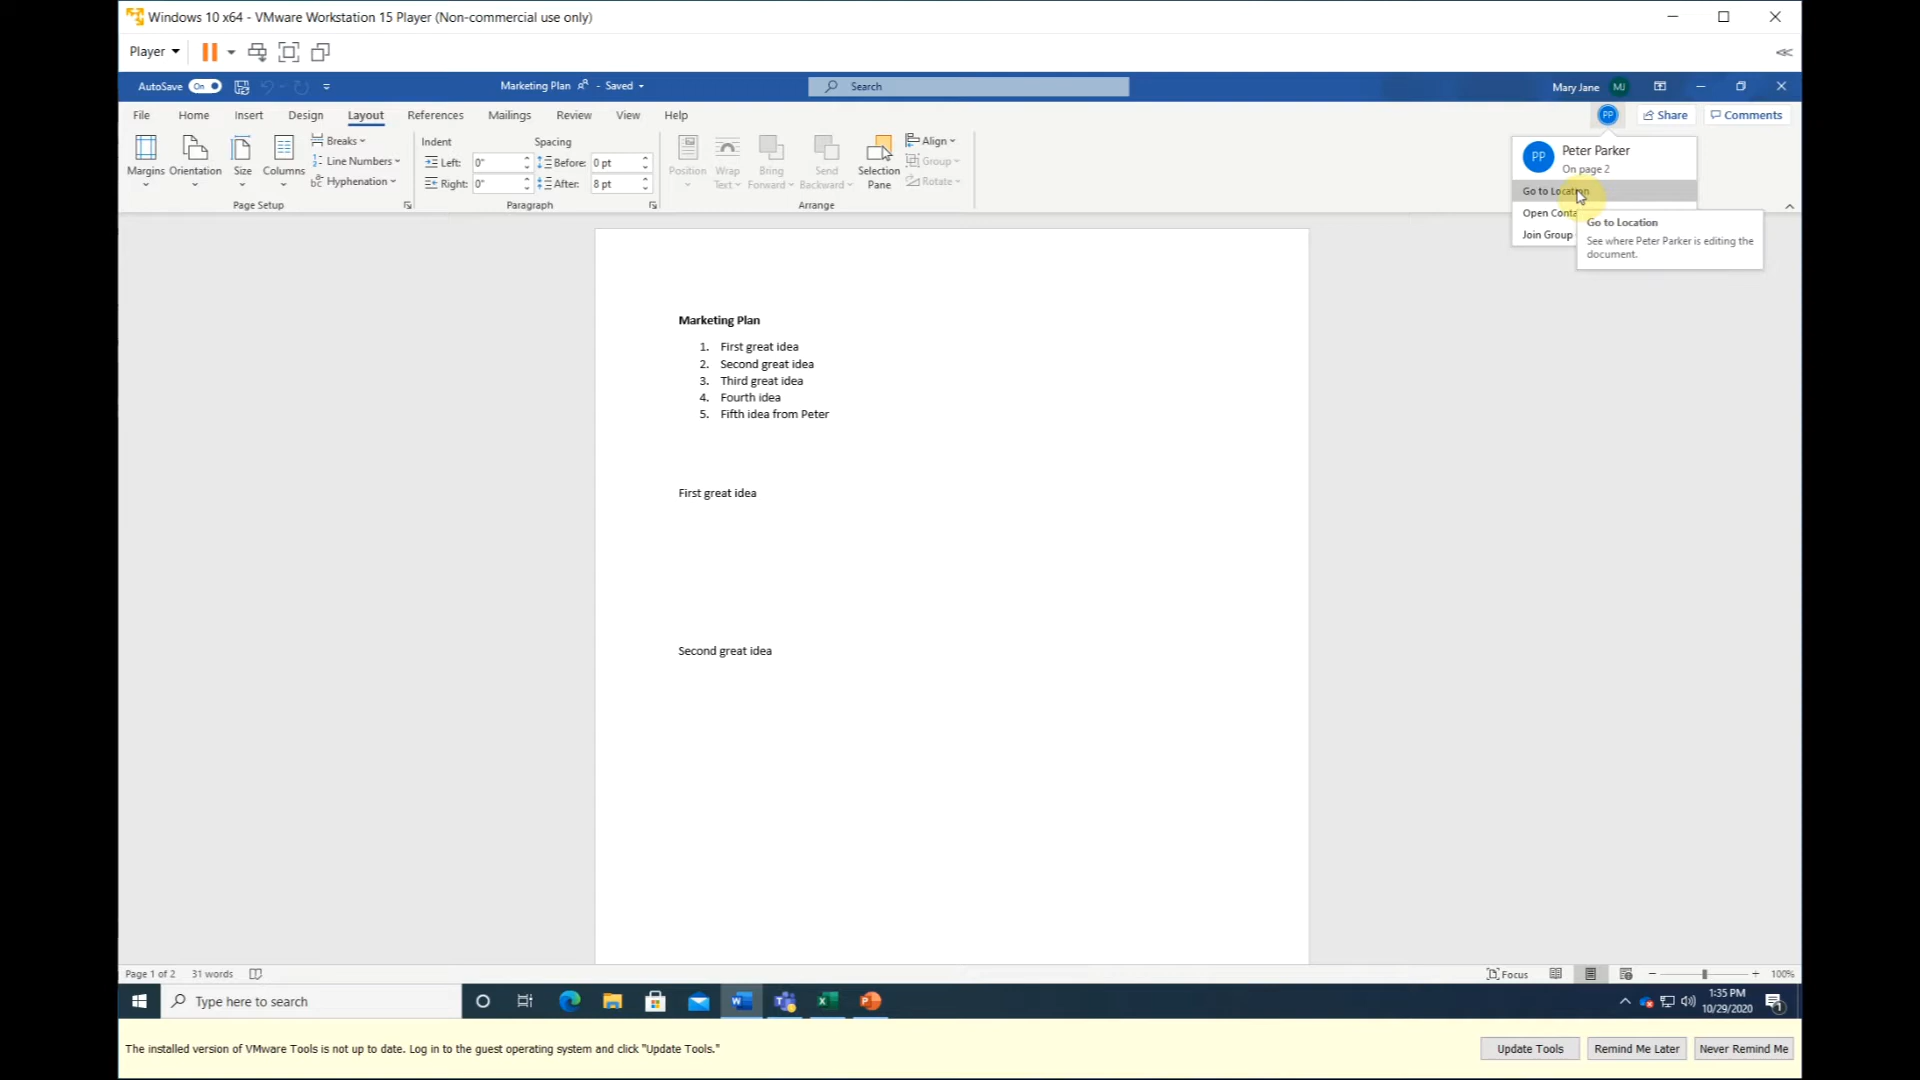 Windows 10 x64 - VMware Workstation 15 Player (Non-commercial use only)
Player
AutoSave On
Marketing Plan - Saved
Search
Mary Jane MJ
File Home Insert Design Layout References Mailings Review View Help
PP Share Comments
Margins Orientation Size Columns
Breaks
Line Numbers
Hyphenation
Page Setup
Indent Spacing
Left: 0" Before: 0 pt
Right: 0" After: 8 pt
Paragraph
Position
Wrap Text
Bring Forward
Send Backward
Selection Pane
Align
Group
Rotate
Arrange
PP Peter Parker
On page 2
Go to Location
Open Conta
Join Group
Go to Location
See where Peter Parker is editing the
document.
Marketing Plan
1. First great idea
2. Second great idea
3. Third great idea
4. Fourth idea
5. Fifth idea from Peter
First great idea
Second great idea
Page 1 of 2 31 words
Focus 100%
Type here to search
1:35 PM
10/29/2020
1
The installed version of VMware Tools is not up to date. Log in to the guest operating system and click "Update Tools."
Update Tools Remind Me Later Never Remind Me